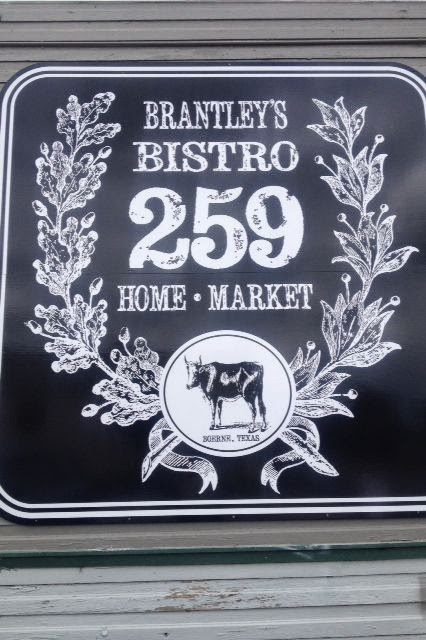 BRANTLEY'S
BISTRO
259
HOME · MARKET
BOERNE, TEXAS